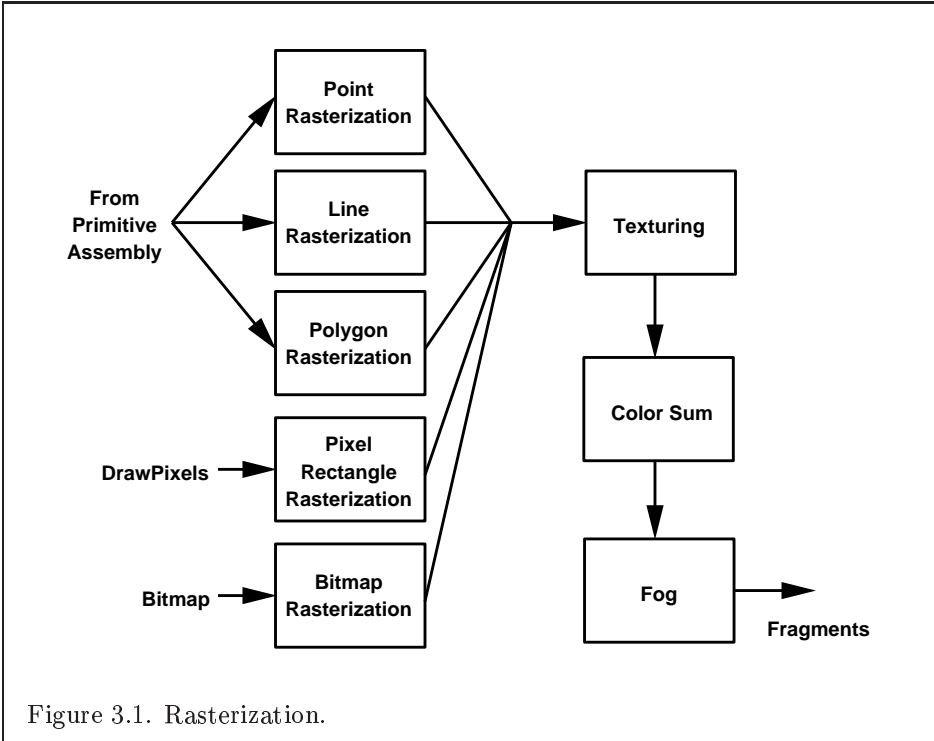 Point
Rasterization
From
Primitive
Assembly
Line
Rasterization
Texturing
Polygon
Rasterization
Color Sum
DrawPixels
Pixel
Rectangle
Rasterization
Bitmap
Bitmap
Rasterization
Fog
Fragments
Figure 3.1. Rasterization.